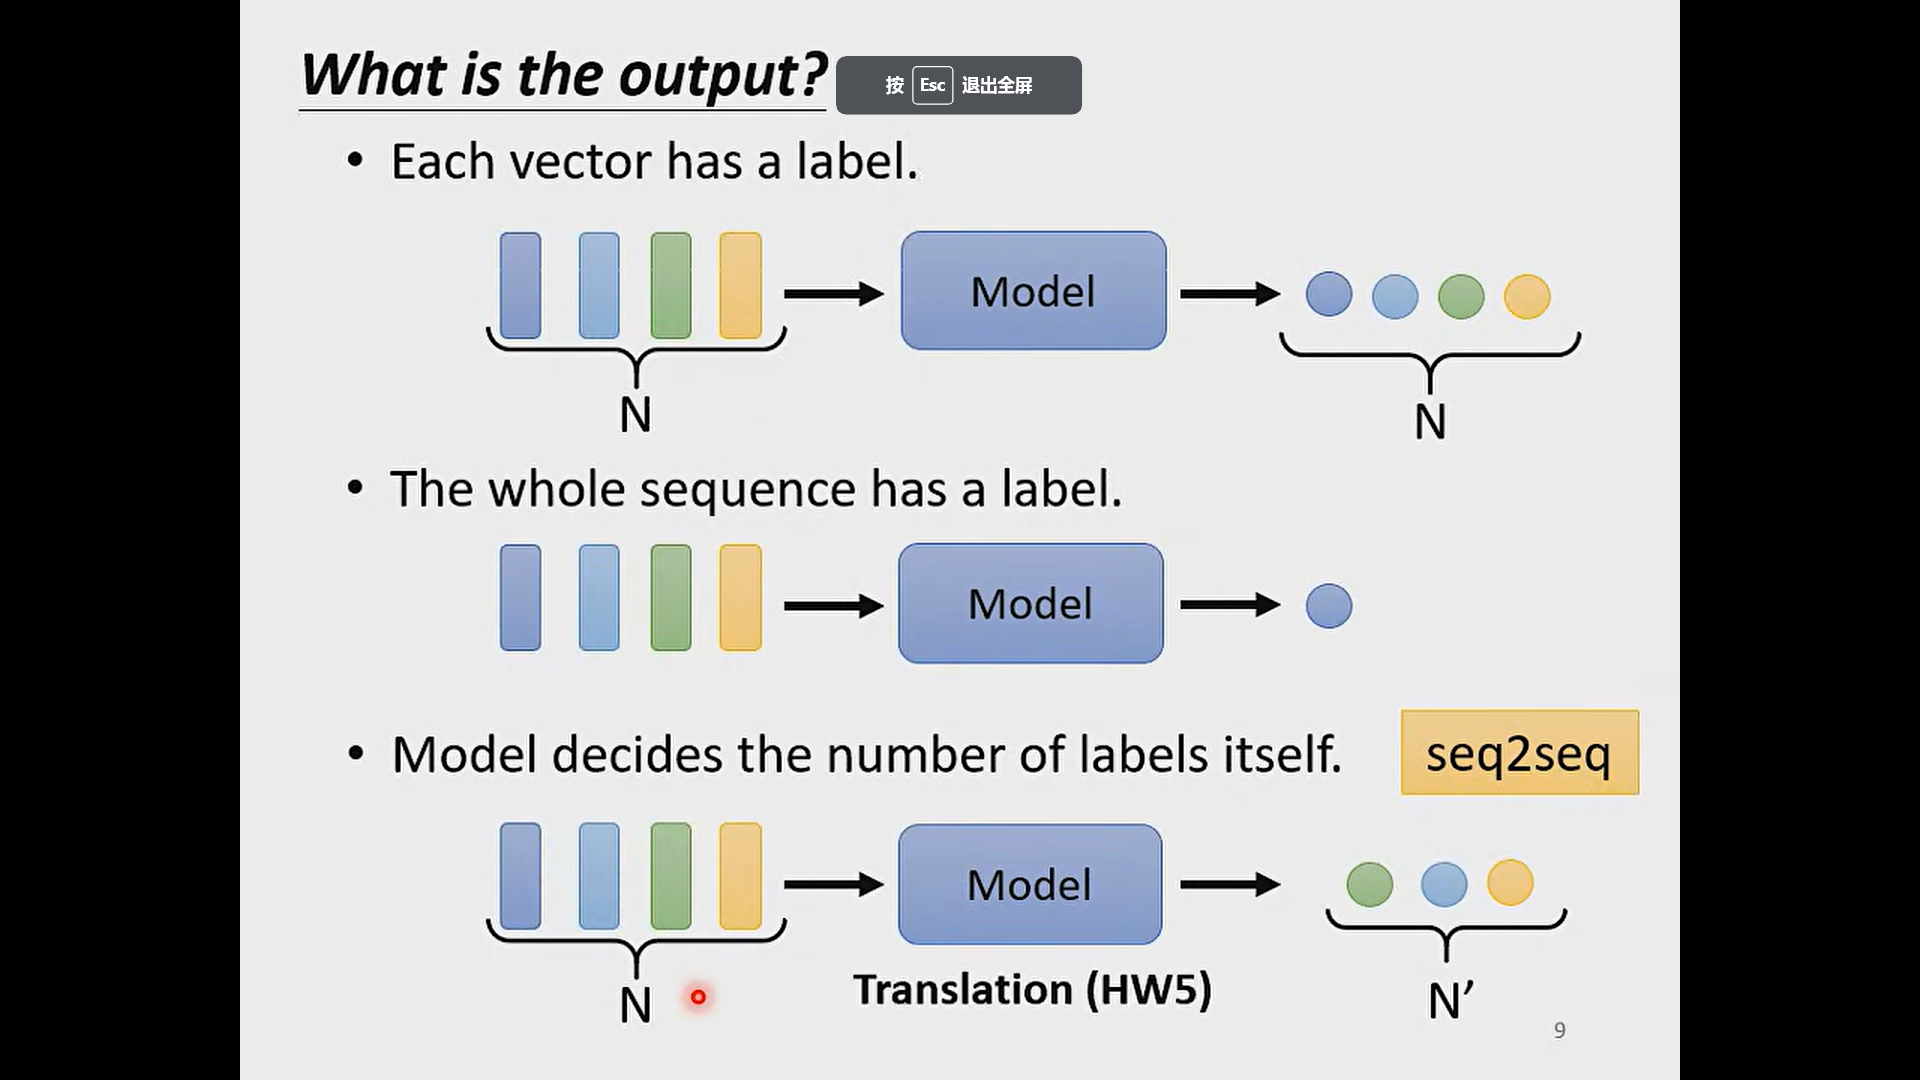 What is the output?
按 Esc 退出全屏
• Each vector has a label.
Model
N
N
• The whole sequence has a label.
Model
• Model decides the number of labels itself.
seq2seq
Model
Translation (HW5)
N
N’
9